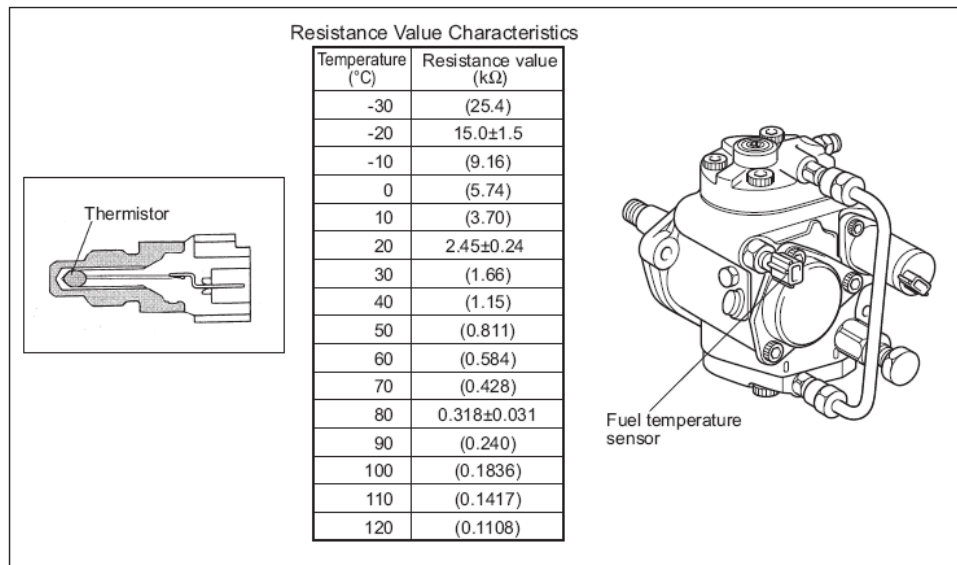 Resistance Value Characteristics
Temperature Resistance value
(°C) (kΩ)
-30 (25.4)
-20 15.0±1.5
-10 (9.16)
0 (5.74)
10 (3.70)
20 2.45±0.24
30 (1.66)
40 (1.15)
50 (0.811)
60 (0.584)
70 (0.428)
80 0.318±0.031
90 (0.240)
100 (0.1836)
110 (0.1417)
120 (0.1108)
Thermistor
Fuel temperature
sensor